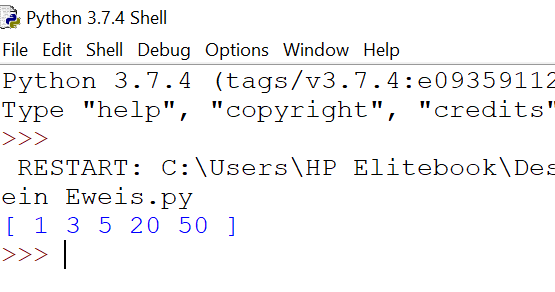 Python 3.7.4 Shell
File Edit Shell Debug Options Window Help
Python 3.7.4 (tags/v3.7.4:e09359112
Type "help", "copyright", "credits"
>>>
RESTART: C:\Users\HP Elitebook\Des
ein Eweis.py
[ 1 3 5 20 50 ]
>>>